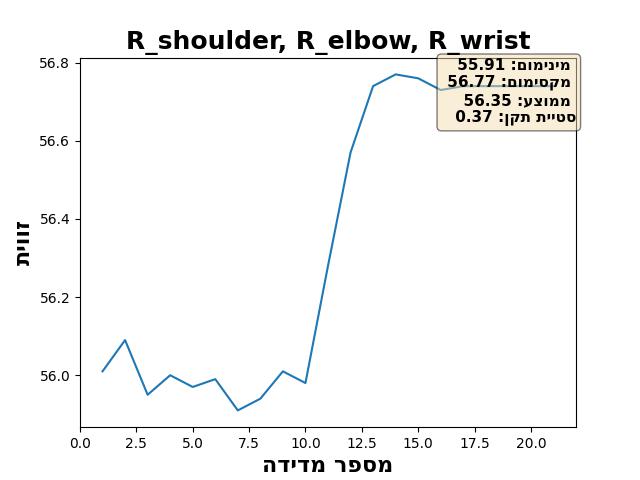 R_shoulder, R_elbow, R_wrist
מינימום: 55.91
מקסימום: 56.77
ממוצע: 56.35
סטיית תקן: 0.37
56.8
56.6
56.4
56.2
56.0
זווית
0.0 2.5 5.0 7.5 10.0 12.5 15.0 17.5 20.0
מספר מדידה